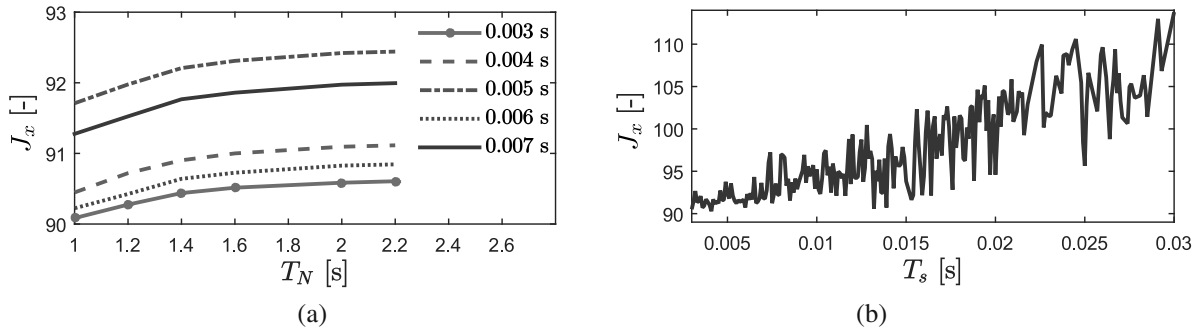 93
92
91
90
J_x [-]
1 1.2 1.4 1.6 1.8 2 2.2 2.4 2.6
T_N [s]
0.003 s
0.004 s
0.005 s
0.006 s
0.007 s
(a)
110
105
100
95
90
J_x [-]
0.005 0.01 0.015 0.02 0.025 0.03
T_s [s]
(b)